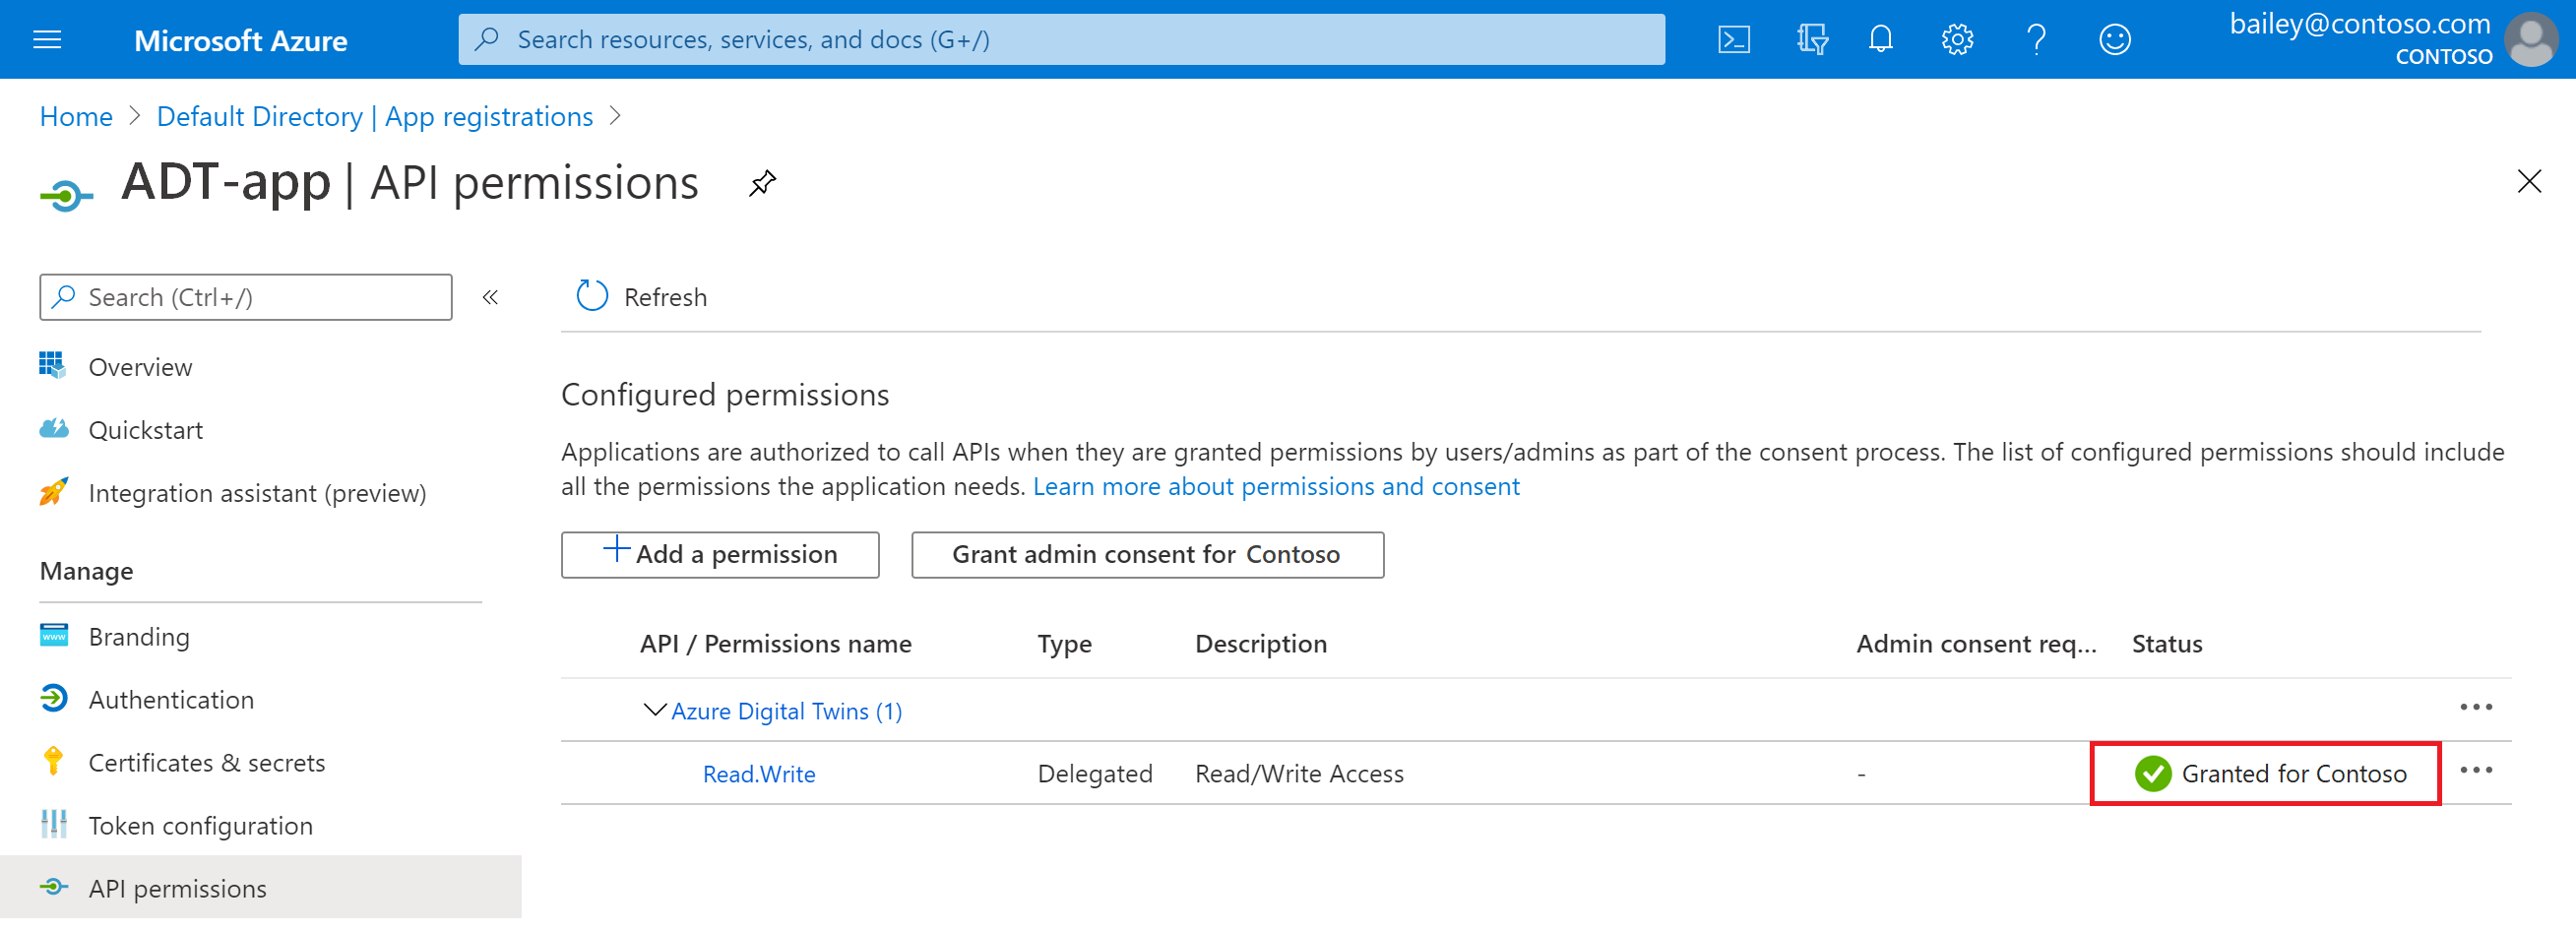 Microsoft Azure
Search resources, services, and docs (G+/)
bailey@contoso.com
CONTOSO
Home > Default Directory | App registrations >
ADT-app | API permissions
Search (Ctrl+/)
«
Refresh
Overview
Quickstart
Integration assistant (preview)
Manage
Branding
Authentication
Certificates & secrets
Token configuration
API permissions
Configured permissions
Applications are authorized to call APIs when they are granted permissions by users/admins as part of the consent process. The list of configured permissions should include
all the permissions the application needs. Learn more about permissions and consent
+ Add a permission
Grant admin consent for Contoso
API / Permissions name Type Description Admin consent req... Status
Azure Digital Twins (1)
Read.Write Delegated Read/Write Access - Granted for Contoso